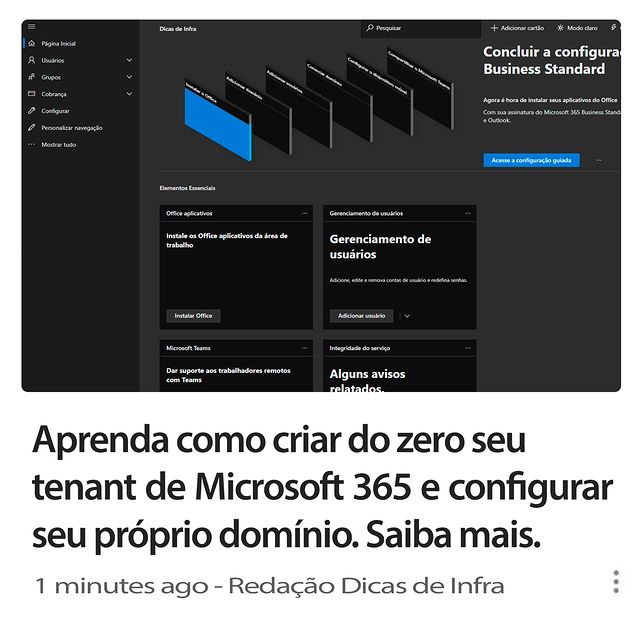 Dicas de Infra
Pesquisar
Adicionar cartão
Modo claro
Página Inicial
Usuários
Grupos
Cobrança
Configurar
Personalizar navegação
Mostrar tudo
Instalar o Office
Adicionar domínio
Adicionar usuários
Conectar domínio
Configurar o dispositivo móvel
Compartilhar o Microsoft Teams
Concluir a configura
Business Standard
Agora é hora de instalar seus aplicativos do Office
Com sua assinatura do Microsoft 365 Business Stand
e Outlook.
Acesse a configuração guiada
Elementos Essenciais
Office aplicativos
Instale os Office aplicativos da área de
trabalho
Instalar Office
Gerenciamento de usuários
Gerenciamento de
usuários
Adicione, edite e remova contas de usuário e redefina senhas.
Adicionar usuário
Microsoft Teams
Dar suporte aos trabalhadores remotos
com Teams
Integridade do serviço
Alguns avisos
relatados.
Aprenda como criar do zero seu
tenant de Microsoft 365 e configurar
seu próprio domínio. Saiba mais.
1 minutes ago - Redação Dicas de Infra